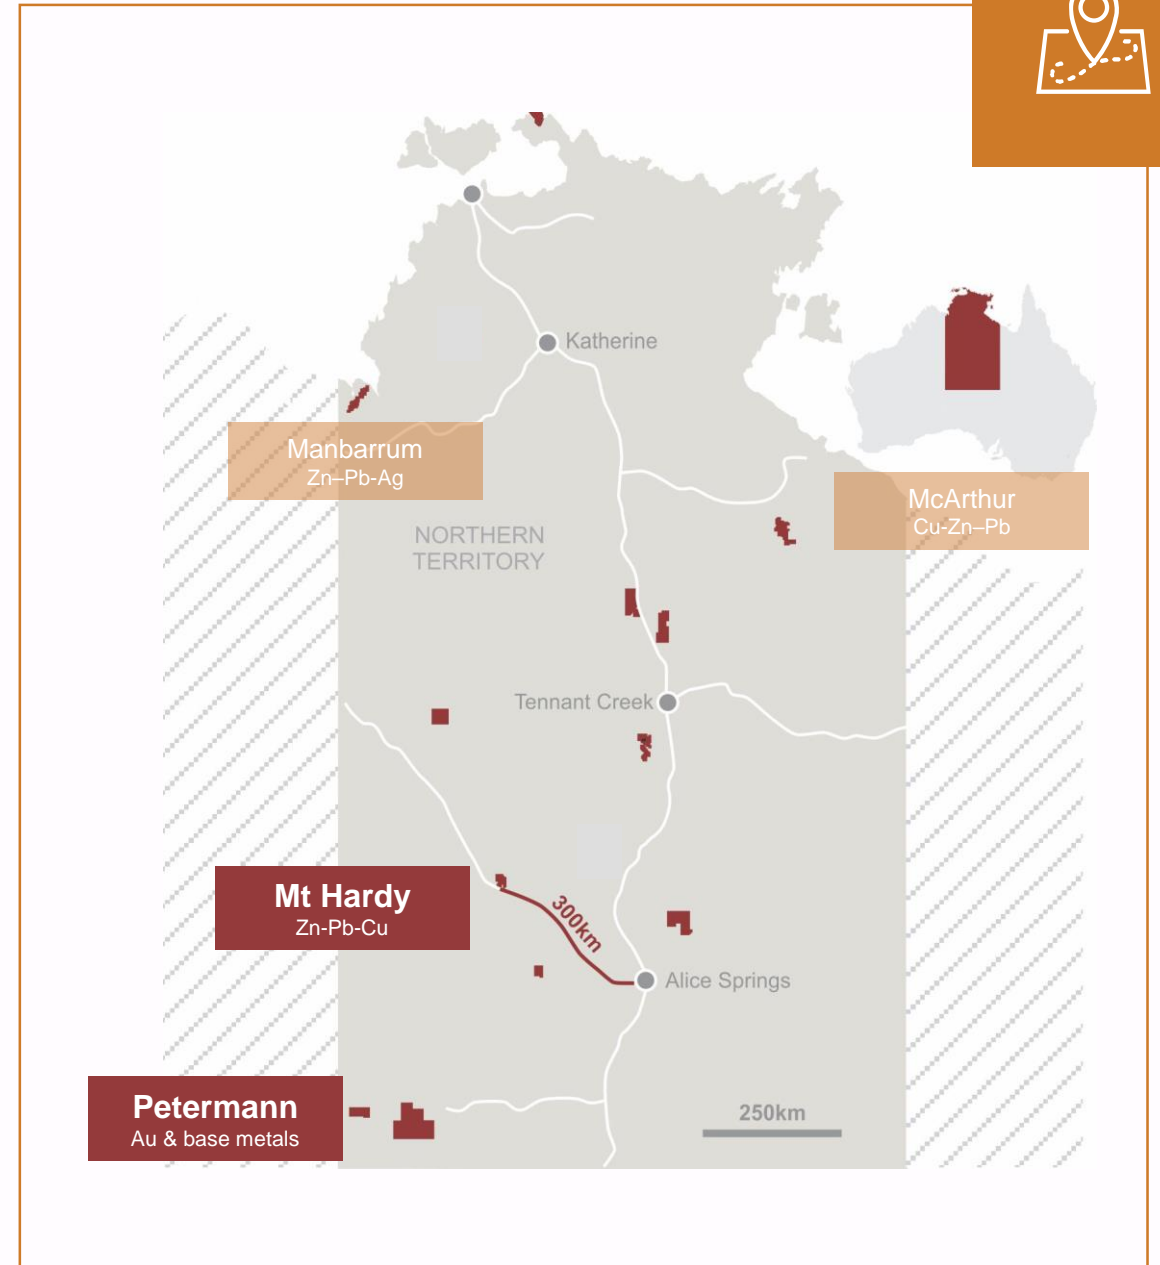 Katherine
Manbarrum
Zn–Pb-Ag
McArthur
Cu-Zn–Pb
NORTHERN
TERRITORY
Tennant Creek
Mt Hardy
Zn-Pb-Cu
300km
Alice Springs
Petermann
Au & base metals
250km